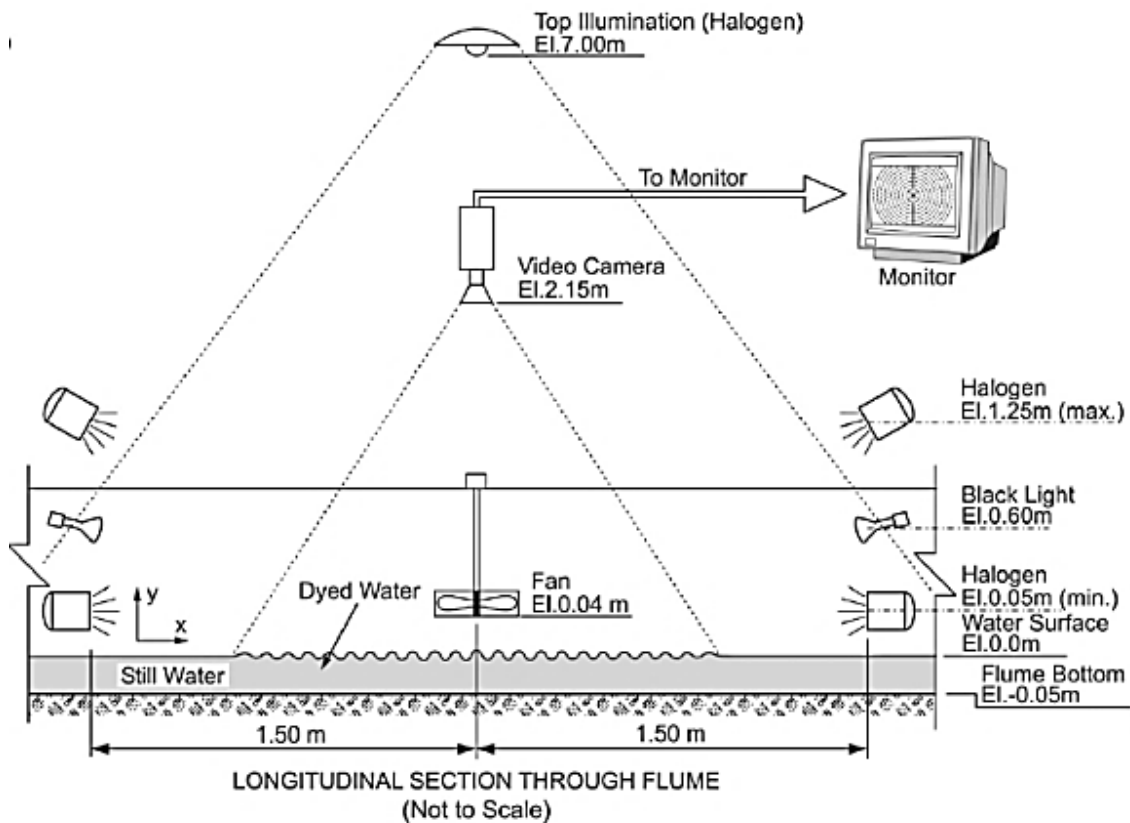 Top Illumination (Halogen)
El.7.00m
To Monitor
Video Camera
El.2.15m
Monitor
Halogen
El.1.25m (max.)
Black Light
El.0.60m
Fan
El.0.04 m
Dyed Water
Halogen
El.0.05m (min.)
Water Surface
El.0.0m
y
x
Still Water
Flume Bottom
El.-0.05m
1.50 m
1.50 m
LONGITUDINAL SECTION THROUGH FLUME
(Not to Scale)